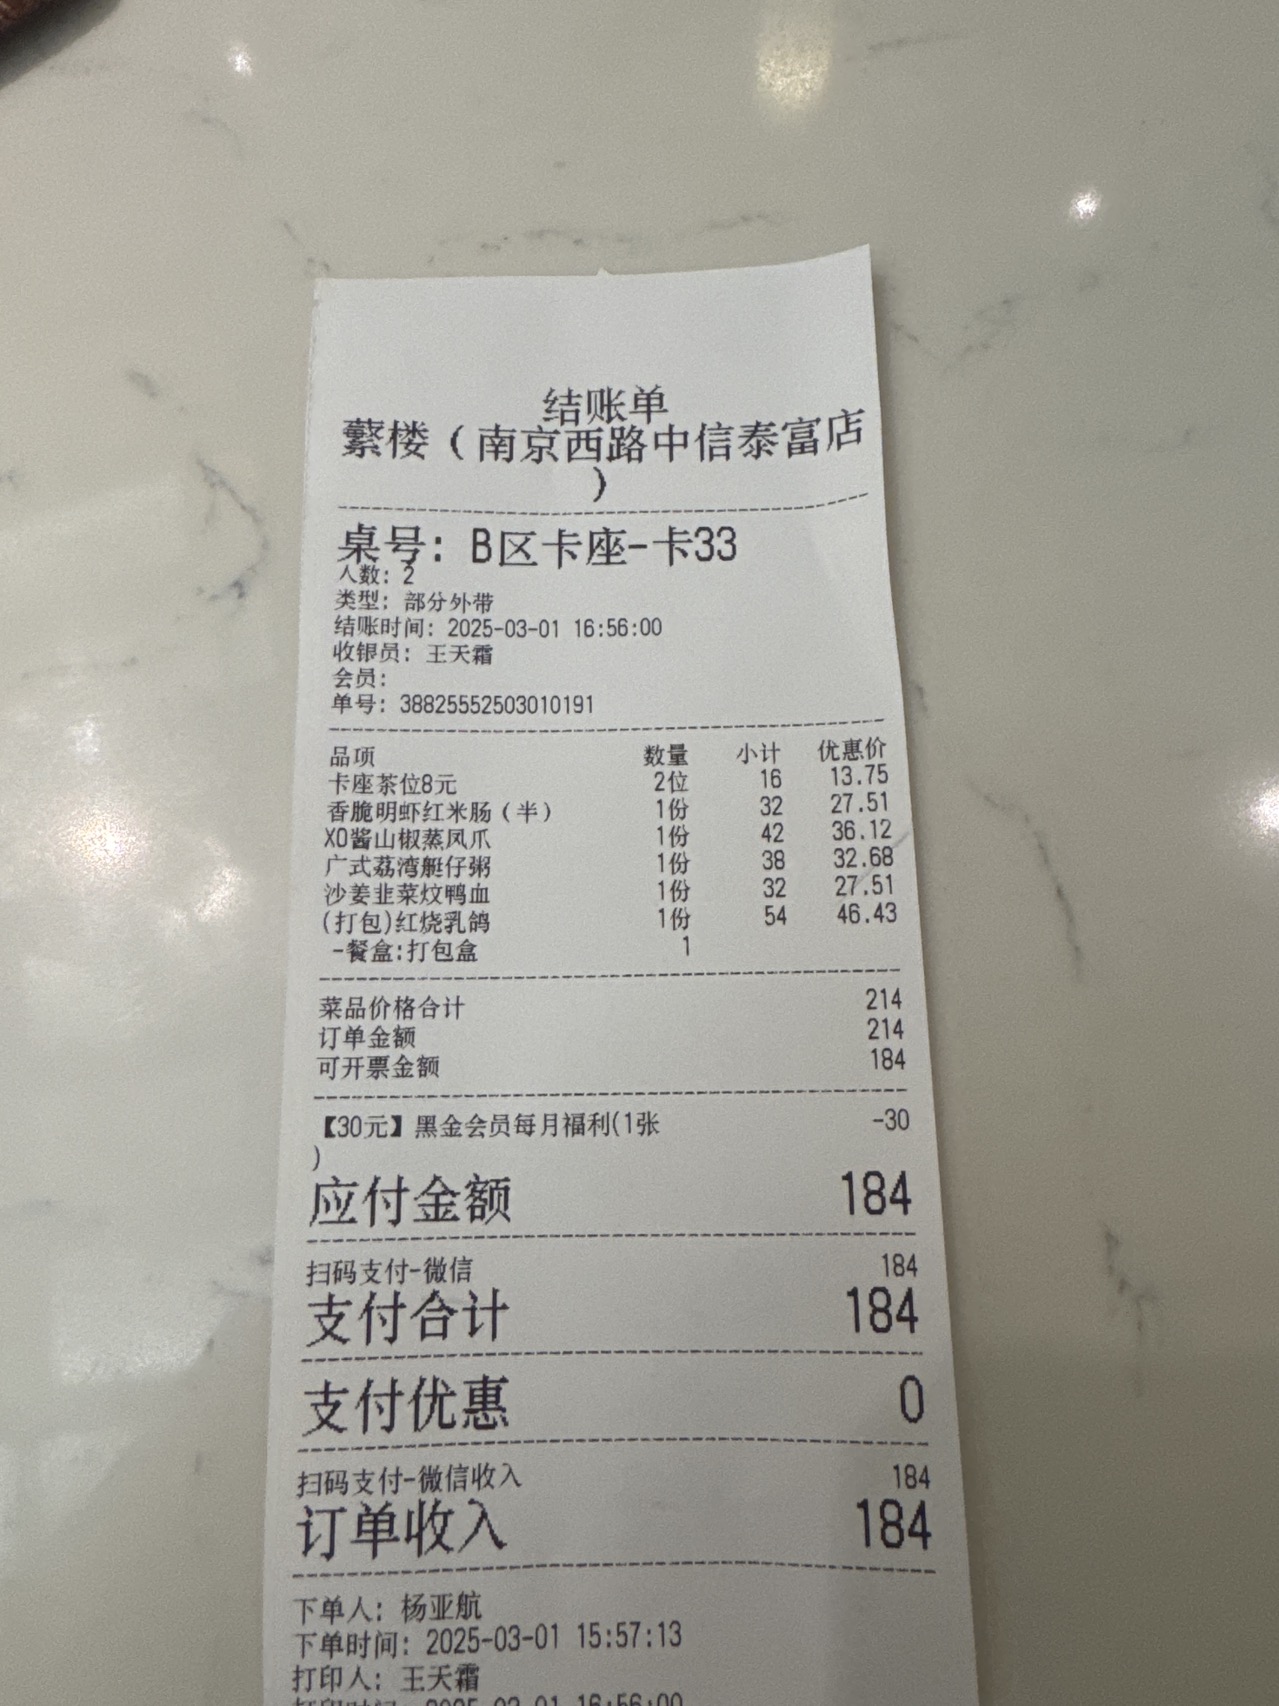 结账单
蘩楼（南京西路中信泰富店
）
桌号: B区卡座-卡33
人数: 2
类型: 部分外带
结账时间: 2025-03-01 16:56:00
收银员: 王天霜
会员:
单号: 38825552503010191
品项 数量 小计 优惠价
卡座茶位8元 2位 16 13.75
香脆明虾红米肠（半） 1份 32 27.51
XO酱山椒蒸凤爪 1份 42 36.12
广式荔湾艇仔粥 1份 38 32.68
沙姜韭菜炆鸭血 1份 32 27.51
(打包)红烧乳鸽 1份 54 46.43
-餐盒:打包盒 1
菜品价格合计 214
订单金额 214
可开票金额 184
【30元】黑金会员每月福利(1张 -30
)
应付金额 184
扫码支付-微信 184
支付合计 184
支付优惠 0
扫码支付-微信收入 184
订单收入 184
下单人: 杨亚航
下单时间: 2025-03-01 15:57:13
打印人: 王天霜
打印时间: 2025-03-01 16:56:00